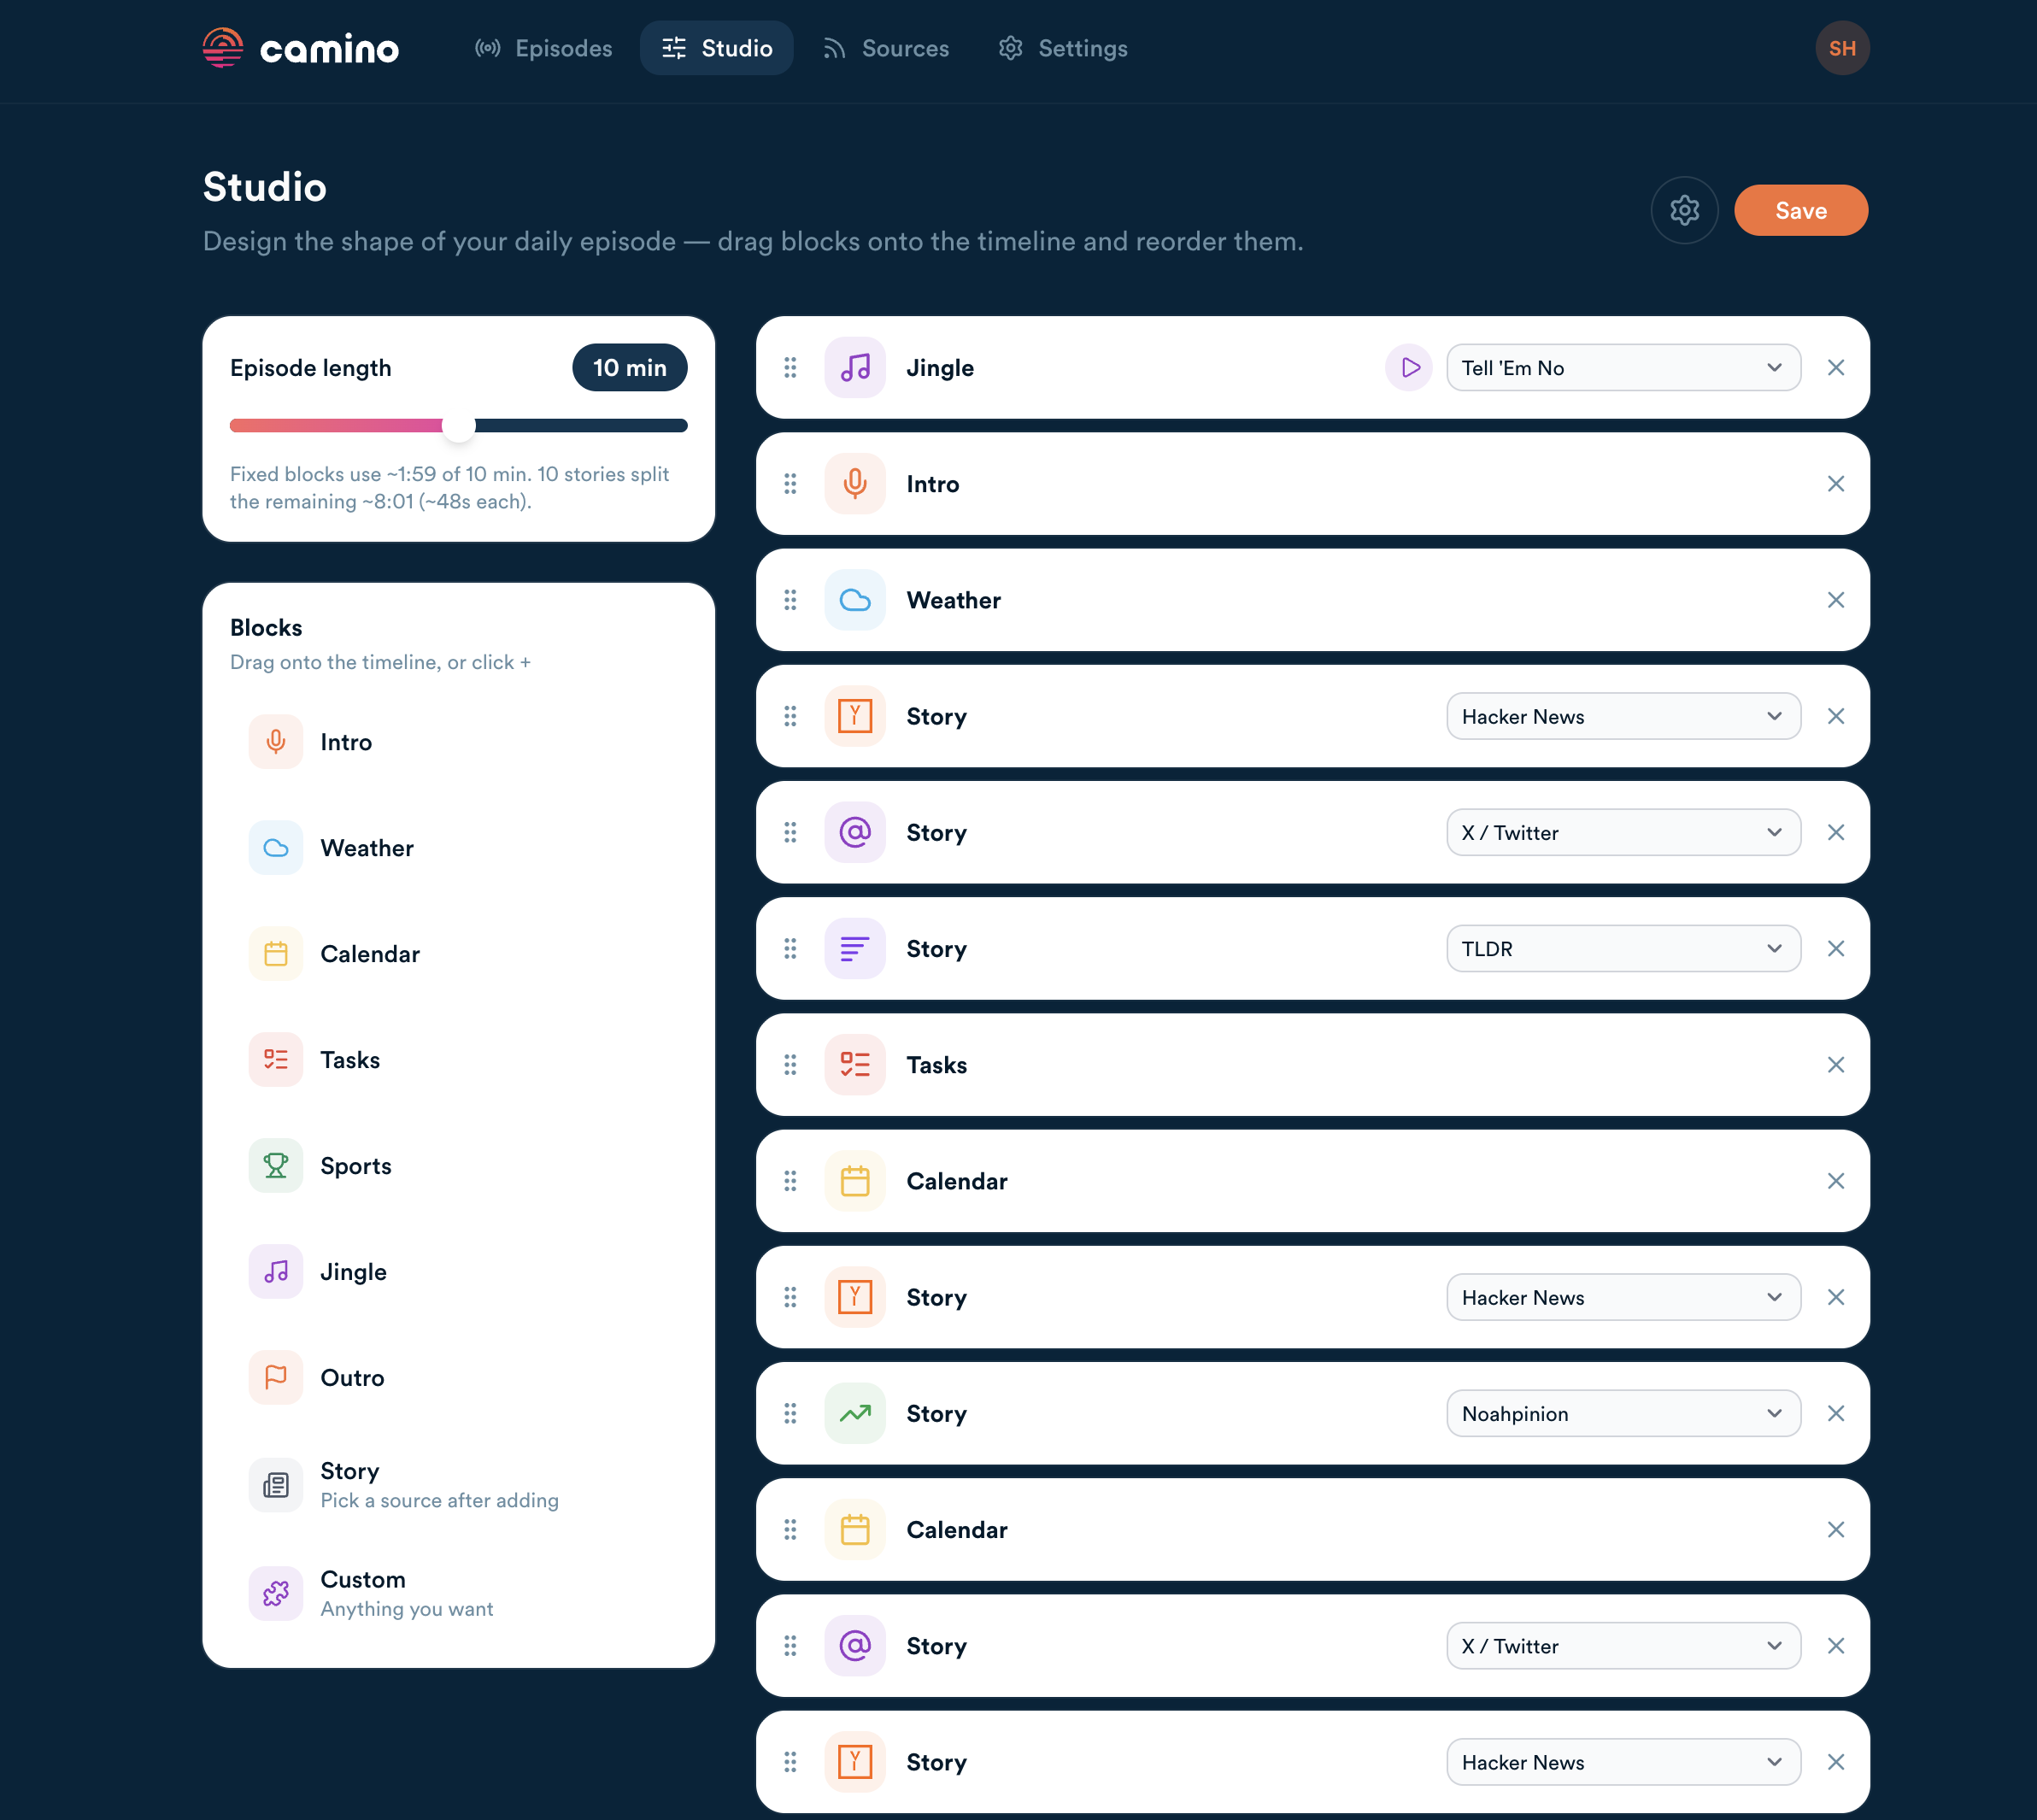 camino
Episodes
Studio
Sources
Settings
SH
Studio
Design the shape of your daily episode — drag blocks onto the timeline and reorder them.
Save
Episode length
10 min
Fixed blocks use ~1:59 of 10 min. 10 stories split
the remaining ~8:01 (~48s each).
Blocks
Drag onto the timeline, or click +
Intro
Weather
Calendar
Tasks
Sports
Jingle
Outro
Story
Pick a source after adding
Custom
Anything you want
Jingle
Tell 'Em No
Intro
Weather
Story
Hacker News
Story
X / Twitter
Story
TLDR
Tasks
Calendar
Story
Hacker News
Story
Noahpinion
Calendar
Story
X / Twitter
Story
Hacker News